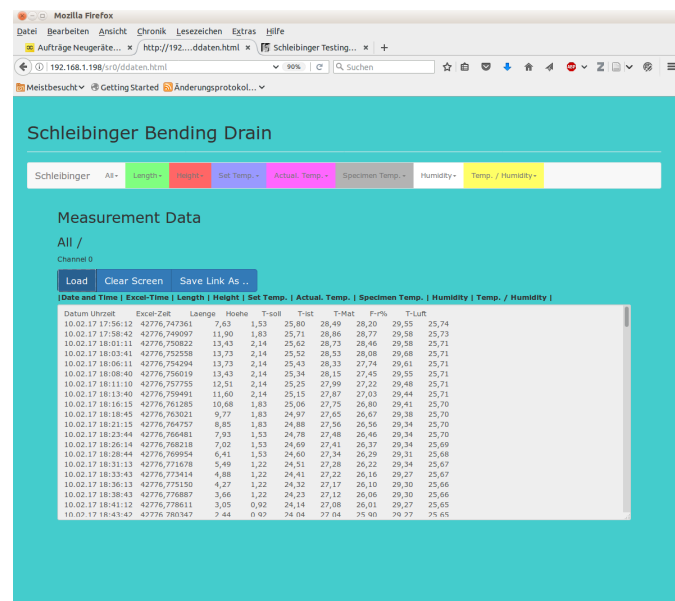 Mozilla Firefox
Datei Bearbeiten Ansicht Chronik Lesezeichen Extras Hilfe
Aufträge Neugeräte... × http://192....ddaten.html × Schleibinger Testing... × +
192.168.1.198/sr0/ddaten.html 90% Suchen
Meistbesucht Getting Started Änderungsprotokol...
Schleibinger Bending Drain
Schleibinger All Length Height Set Temp. Actual. Temp. Specimen Temp. Humidity Temp. / Humidity
Measurement Data
All /
Channel 0
Load Clear Screen Save Link As ..
|Date and Time | Excel-Time | Length | Height | Set Temp. | Actual. Temp. | Specimen Temp. | Humidity | Temp. / Humidity |
Datum Uhrzeit Excel-Zeit Laenge Hoehe T-soll T-ist T-Mat F-r% T-Luft
10.02.17 17:56:12 42776,747361 7,63 1,53 25,80 28,49 28,20 29,55 25,74
10.02.17 17:58:42 42776,749097 11,90 1,83 25,71 28,86 28,77 29,58 25,73
10.02.17 18:01:11 42776,750822 13,43 2,14 25,62 28,73 28,46 29,58 25,71
10.02.17 18:03:41 42776,752558 13,73 2,14 25,52 28,53 28,08 29,68 25,71
10.02.17 18:06:11 42776,754294 13,73 2,14 25,43 28,33 27,74 29,61 25,71
10.02.17 18:08:40 42776,756019 13,43 2,14 25,34 28,15 27,45 29,55 25,71
10.02.17 18:11:10 42776,757755 12,51 2,14 25,25 27,99 27,22 29,48 25,71
10.02.17 18:13:40 42776,759491 11,60 2,14 25,15 27,87 27,03 29,44 25,71
10.02.17 18:16:15 42776,761285 10,68 1,83 25,06 27,75 26,80 29,41 25,70
10.02.17 18:18:45 42776,763021 9,77 1,83 24,97 27,65 26,67 29,38 25,70
10.02.17 18:21:15 42776,764757 8,85 1,83 24,88 27,56 26,56 29,34 25,70
10.02.17 18:23:44 42776,766481 7,93 1,53 24,78 27,48 26,46 29,34 25,70
10.02.17 18:26:14 42776,768218 7,02 1,53 24,69 27,41 26,37 29,34 25,69
10.02.17 18:28:44 42776,769954 6,41 1,53 24,60 27,34 26,29 29,31 25,68
10.02.17 18:31:13 42776,771678 5,49 1,22 24,51 27,28 26,22 29,34 25,67
10.02.17 18:33:43 42776,773414 4,88 1,22 24,41 27,22 26,16 29,27 25,67
10.02.17 18:36:13 42776,775150 4,27 1,22 24,32 27,17 26,10 29,30 25,66
10.02.17 18:38:43 42776,776887 3,66 1,22 24,23 27,12 26,06 29,30 25,66
10.02.17 18:41:12 42776,778611 3,05 0,92 24,14 27,08 26,01 29,27 25,65
10.02.17 18:43:42 42776,780347 2,44 0,92 24,04 27,04 25,90 29,27 25,65